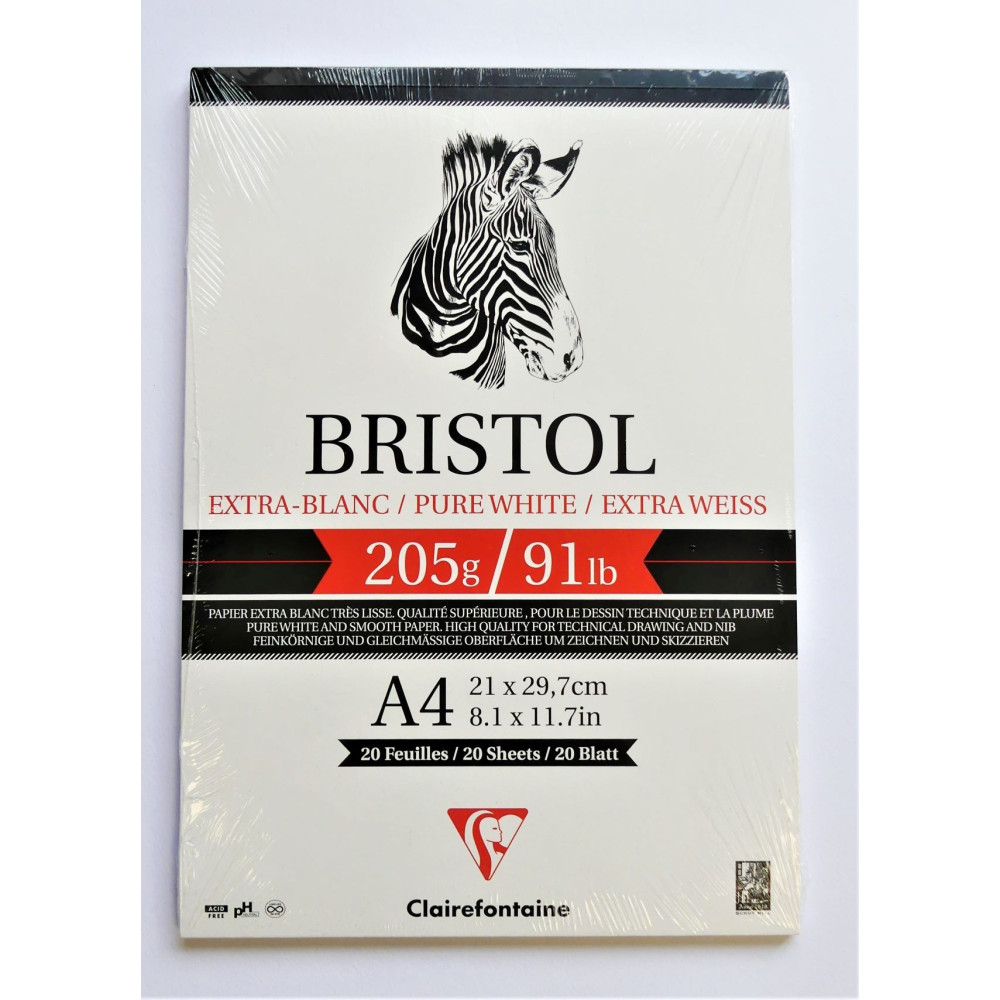 BRISTOL
EXTRA-BLANC / PURE WHITE / EXTRA WEISS
205g / 91lb
PAPIER EXTRA BLANC TRÈS LISSE. QUALITÉ SUPÉRIEURE , POUR LE DESSIN TECHNIQUE ET LA PLUME
PURE WHITE AND SMOOTH PAPER. HIGH QUALITY FOR TECHNICAL DRAWING AND NIB
FEINKÖRNIGE UND GLEICHMÄSSIGE OBERFLÄCHE UM ZEICHNEN UND SKIZZIEREN
A4 21 x 29,7cm
8.1 x 11.7in
20 Feuilles / 20 Sheets / 20 Blatt
ACID FREE pH
Clairefontaine